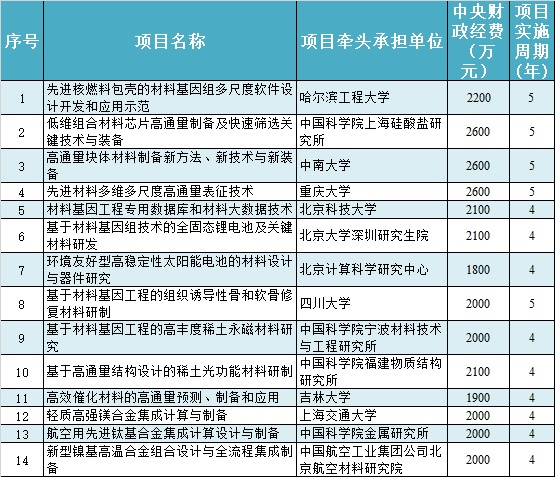 序号 项目名称 项目牵头承担单位 中央财政经费（万元） 项目实施周期(年)
1 先进核燃料包壳的材料基因组多尺度软件设计开发和应用示范 哈尔滨工程大学 2200 5
2 低维组合材料芯片高通量制备及快速筛选关键技术与装备 中国科学院上海硅酸盐研究所 2600 5
3 高通量块体材料制备新方法、新技术与新装备 中南大学 2600 5
4 先进材料多维多尺度高通量表征技术 重庆大学 2600 5
5 材料基因工程专用数据库和材料大数据技术 北京科技大学 2100 4
6 基于材料基因组技术的全固态锂电池及关键材料研发 北京大学深圳研究生院 2100 4
7 环境友好型高稳定性太阳能电池的材料设计与器件研究 北京计算科学研究中心 1800 4
8 基于材料基因工程的组织诱导性骨和软骨修复材料研制 四川大学 2000 5
9 基于材料基因工程的高丰度稀土永磁材料研究 中国科学院宁波材料技术与工程研究所 2000 4
10 基于高通量结构设计的稀土光功能材料研制 中国科学院福建物质结构研究所 2100 4
11 高效催化材料的高通量预测、制备和应用 吉林大学 1900 4
12 轻质高强镁合金集成计算与制备 上海交通大学 2000 4
13 航空用先进钛基合金集成计算设计与制备 中国科学院金属研究所 2000 4
14 新型镍基高温合金组合设计与全流程集成制备 中国航空工业集团公司北京航空材料研究院 2000 4